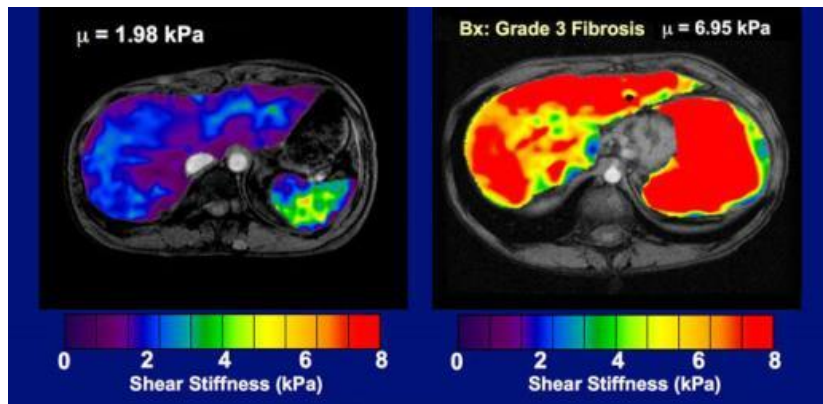 μ = 1.98 kPa
Bx: Grade 3 Fibrosis μ = 6.95 kPa
0 2 4 6 8
Shear Stiffness (kPa)
0 2 4 6 8
Shear Stiffness (kPa)